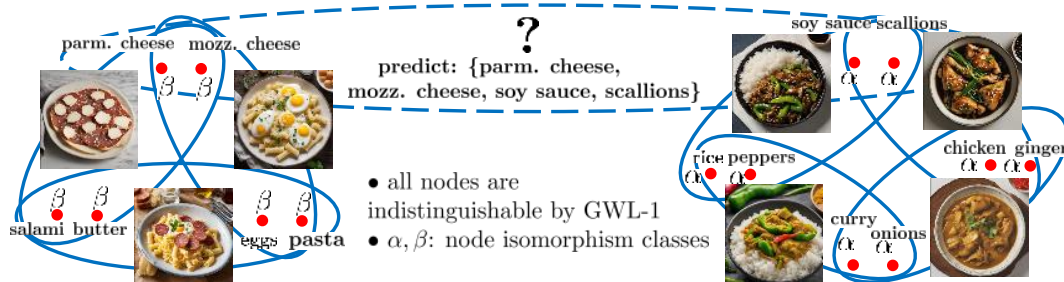 parm. cheese mozz. cheese
β β
?
predict: {parm. cheese,
mozz. cheese, soy sauce, scallions}
soy sauce scallions
α α
β β
salami butter
β β
eggs pasta
• all nodes are
indistinguishable by GWL-1
• α, β: node isomorphism classes
rice peppers
α α
chicken ginger
α α
curry
onions
α α